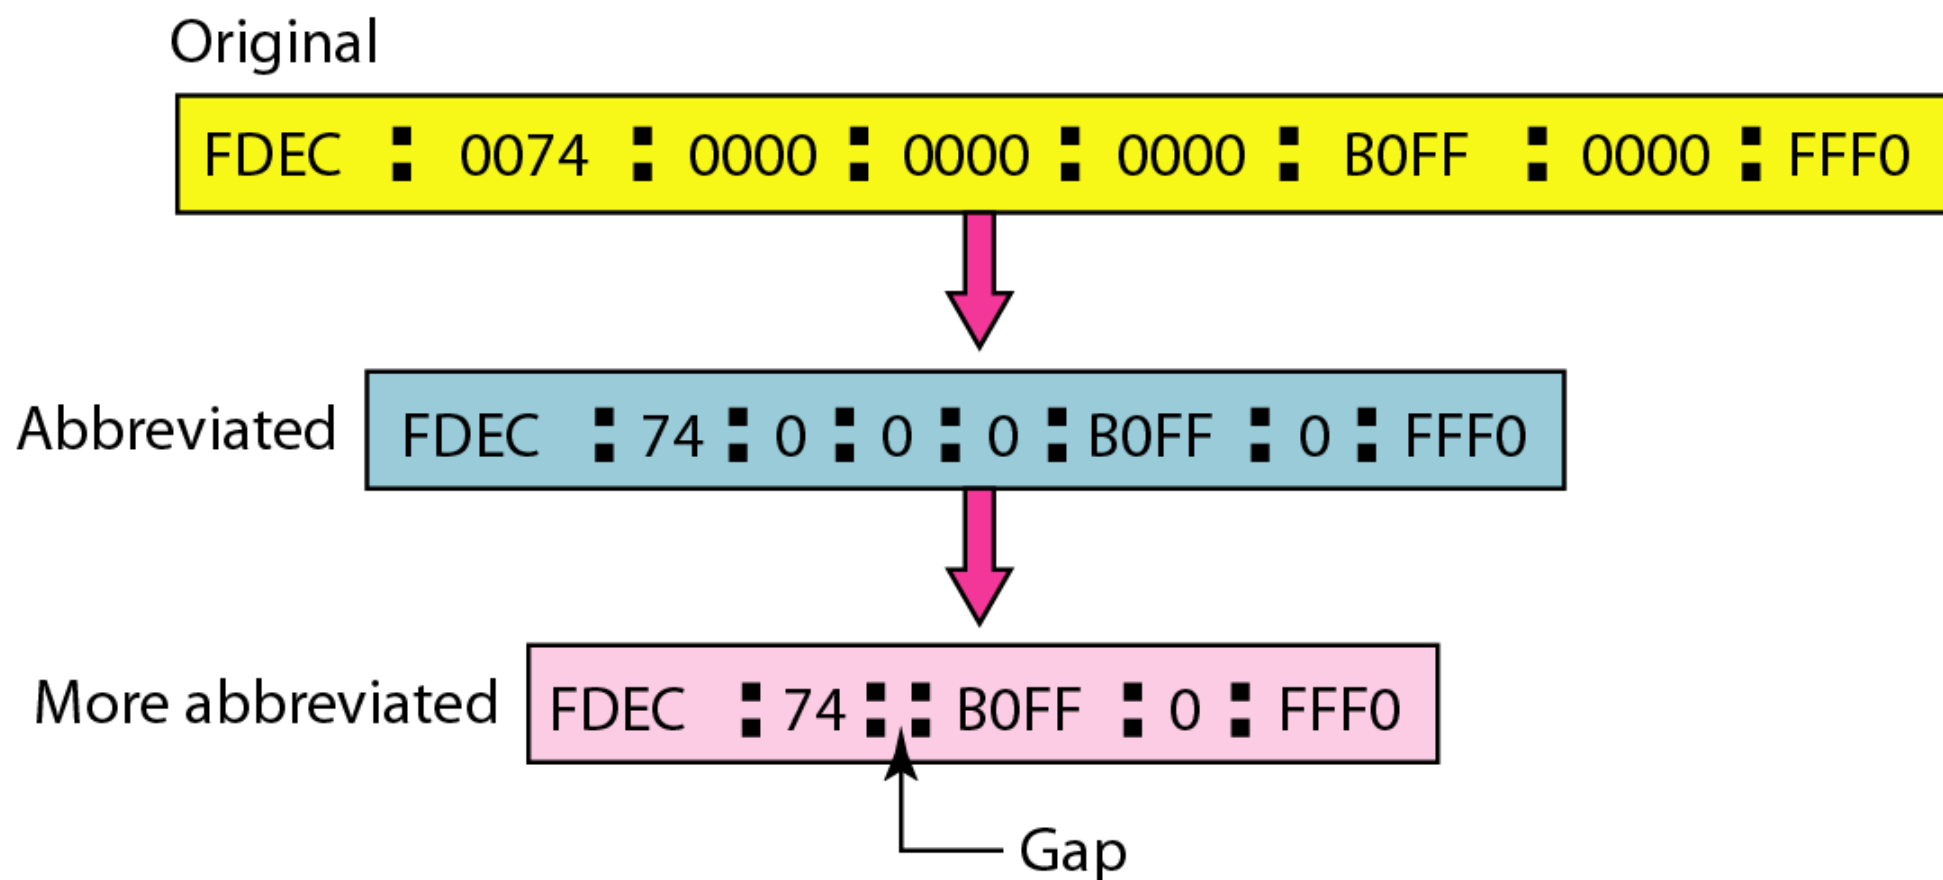 Original
FDEC : 0074 : 0000 : 0000 : 0000 : B0FF : 0000 : FFF0
Abbreviated FDEC : 74 : 0 : 0 : 0 : B0FF : 0 : FFF0
More abbreviated FDEC : 74 : : B0FF : 0 : FFF0
Gap